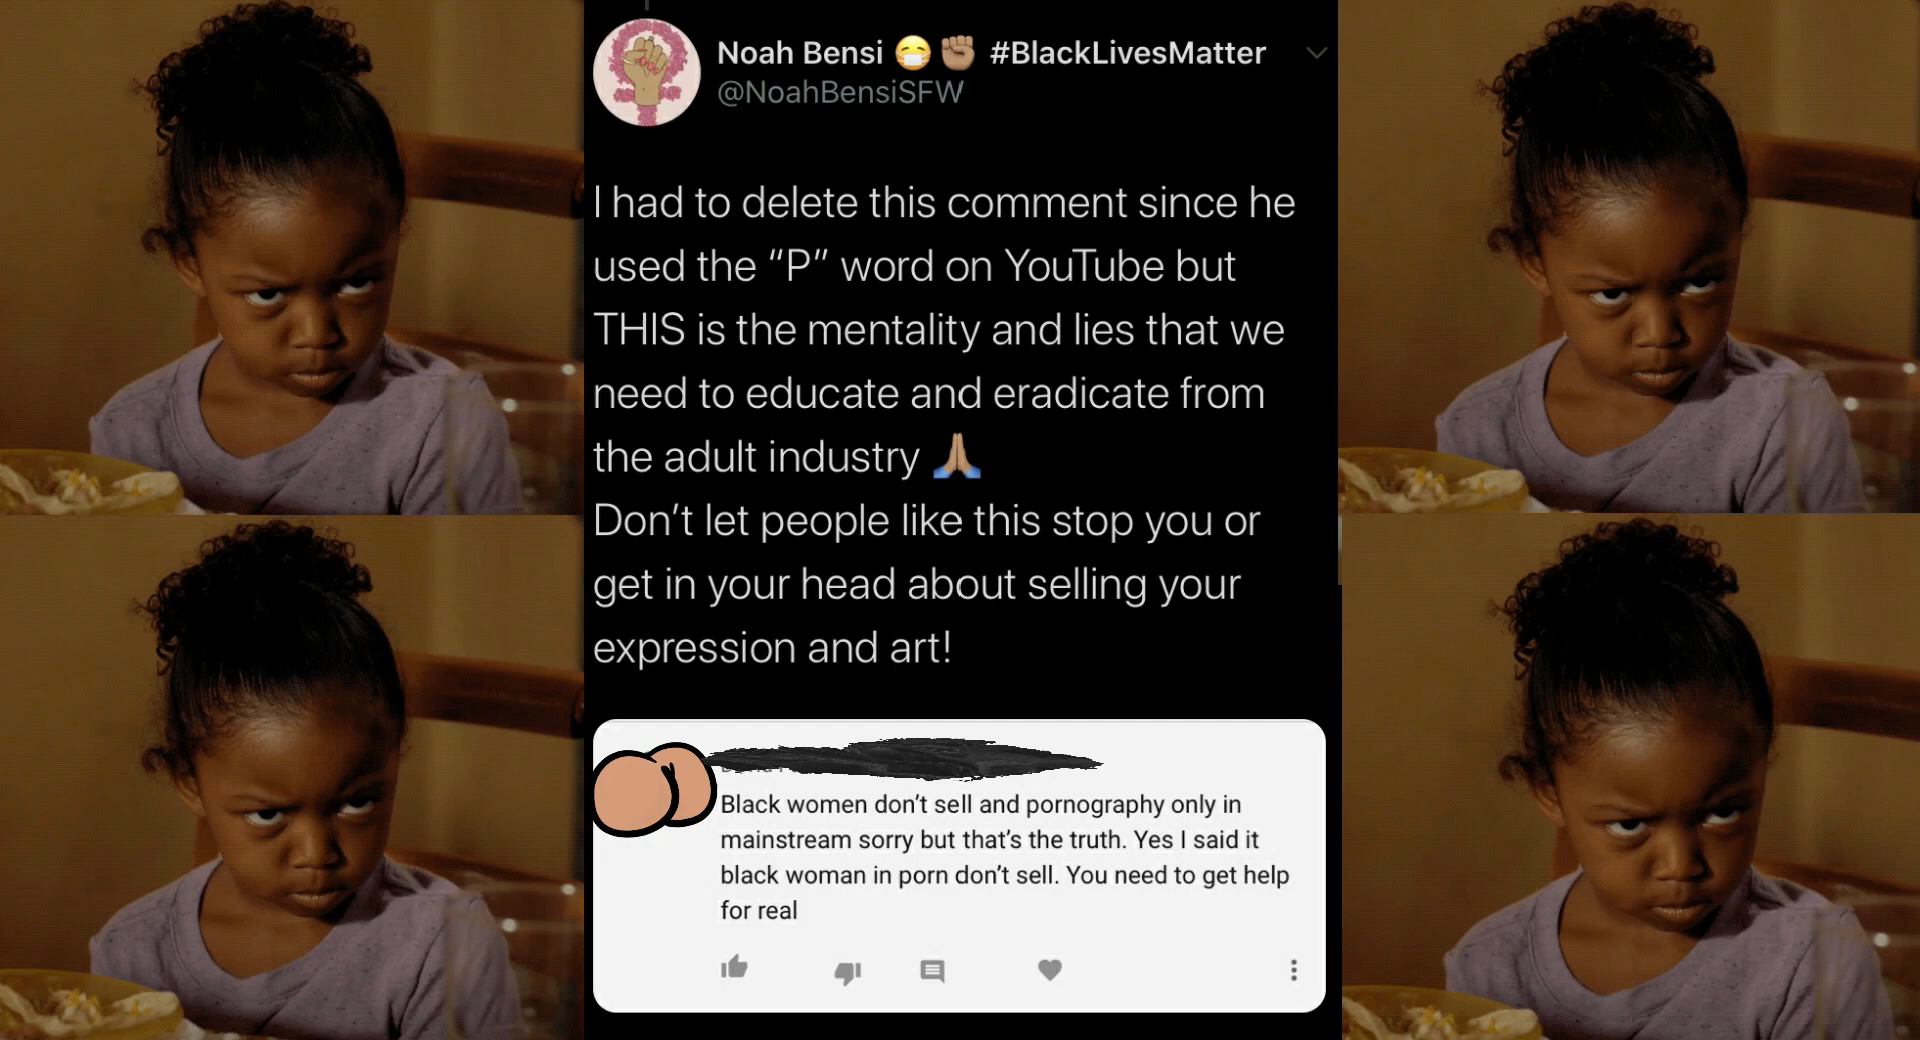 Noah Bensi 😷✊🏽 #BlackLivesMatter
@NoahBensiSFW
I had to delete this comment since he
used the “P” word on YouTube but
THIS is the mentality and lies that we
need to educate and eradicate from
the adult industry 🙏🏽
Don’t let people like this stop you or
get in your head about selling your
expression and art!
Black women don’t sell and pornography only in
mainstream sorry but that’s the truth. Yes I said it
black woman in porn don’t sell. You need to get help
for real